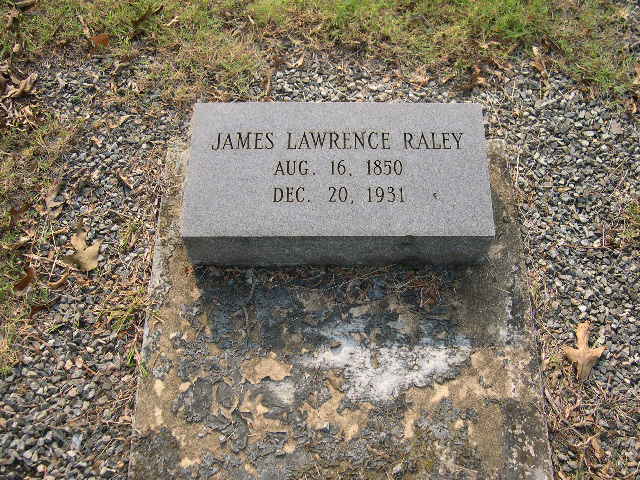 JAMES LAWRENCE RALEY
AUG. 16, 1850
DEC. 20, 1931